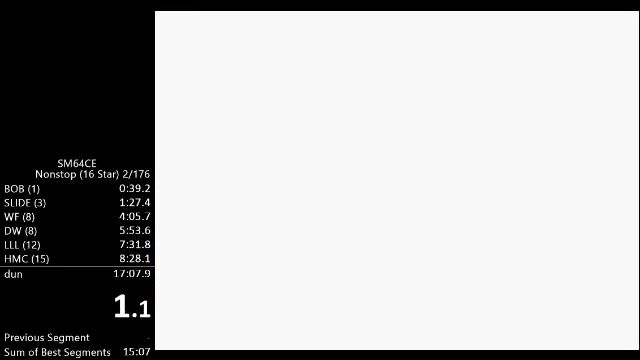 SM64CE
Nonstop (16 Star) 2/176
BOB (1) 0:39.2
SLIDE (3) 1:27.4
WF (8) 4:05.7
DW (8) 5:53.6
LLL (12) 7:31.8
HMC (15) 8:28.1
dun 17:07.9
1.1
Previous Segment -
Sum of Best Segments 15:07